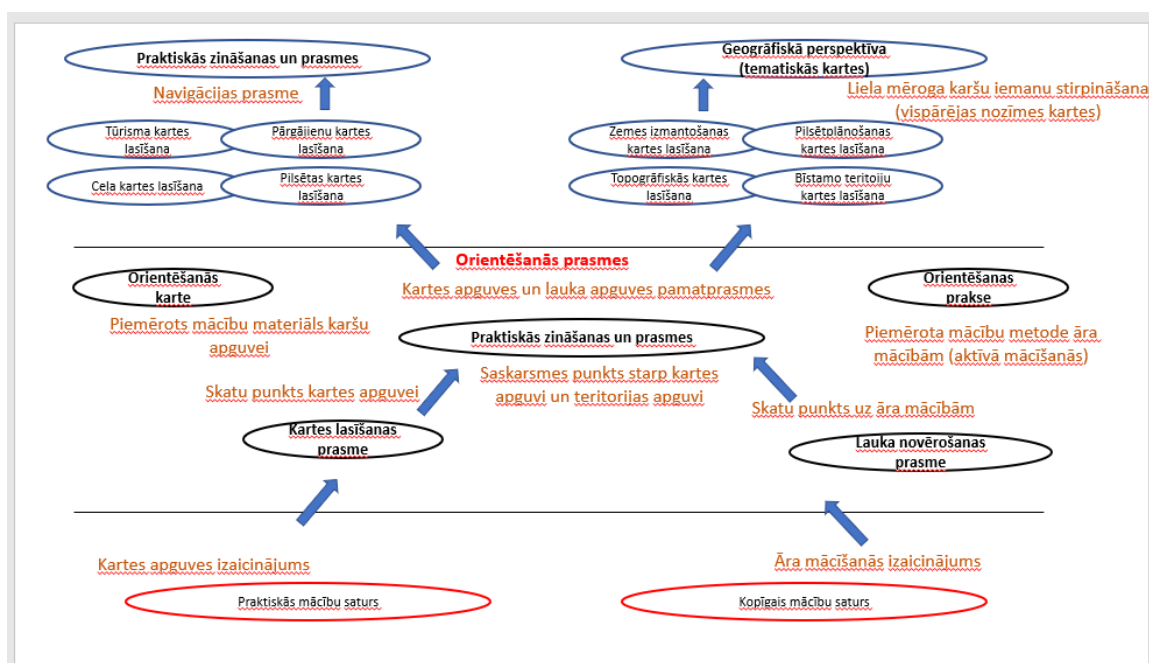 Praktiskās zināšanas un prasmes
Ģeogrāfiskā perspektīva
(tematiskās kartes)
Navigācijas prasme
Liela mēroga karšu iemanu stirpināšana
(vispārējas nozīmes kartes)
Tūrisma kartes
lasīšana
Pārgājienu kartes
lasīšana
Zemes izmantošanas
kartes lasīšana
Pilsētplānošanas
kartes lasīšana
Ceļa kartes lasīšana
Pilsētas kartes
lasīšana
Topogrāfiskās kartes
lasīšana
Bīstamo teritoiju
kartes lasīšana
Orientēšanās prasmes
Orientēšanās
karte
Kartes apguves un lauka apguves pamatprasmes
Orientēšanas
prakse
Piemērots mācību materiāls karšu
apguvei
Praktiskās zināšanas un prasmes
Piemērota mācību metode āra
mācībām (aktīvā mācīšanās)
Saskarsmes punkts starp kartes
apguvi un teritorijas apguvi
Skatu punkts kartes apguvei
Skatu punkts uz āra mācībām
Kartes lasīšanas
prasme
Lauka novērošanas
prasme
Kartes apguves izaicinājums
Āra mācīšanās izaicinājums
Praktiskās mācību saturs
Kopīgais mācību saturs